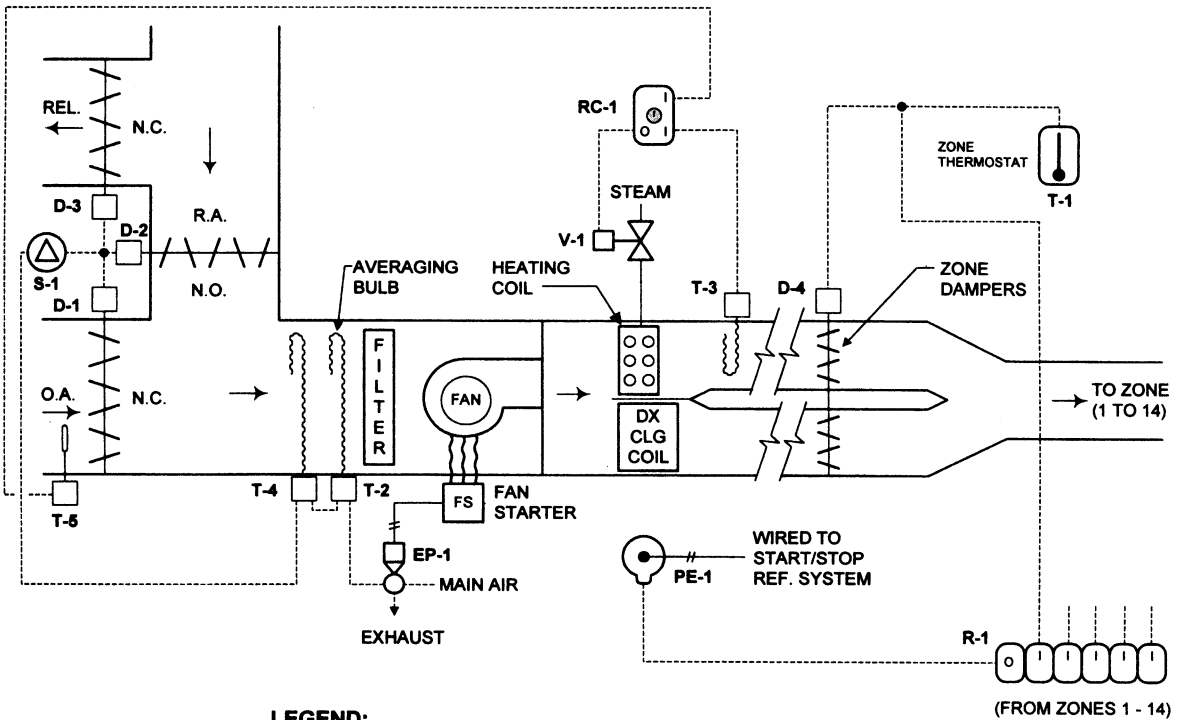 REL.
N.C.
RC-1
I
O I
ZONE
THERMOSTAT
T-1
STEAM
D-3
R.A.
D-2
V-1
S-1
N.O.
D-1
AVERAGING
BULB
HEATING
COIL
T-3
D-4
ZONE
DAMPERS
FILTER
O.A.
N.C.
FAN
DX
CLG
COIL
TO ZONE
(1 TO 14)
T-4
T-2
FS
FAN
STARTER
T-5
EP-1
MAIN AIR
EXHAUST
PE-1
WIRED TO
START/STOP
REF. SYSTEM
R-1
O I I I I I
(FROM ZONES 1 - 14)
LEGEND: